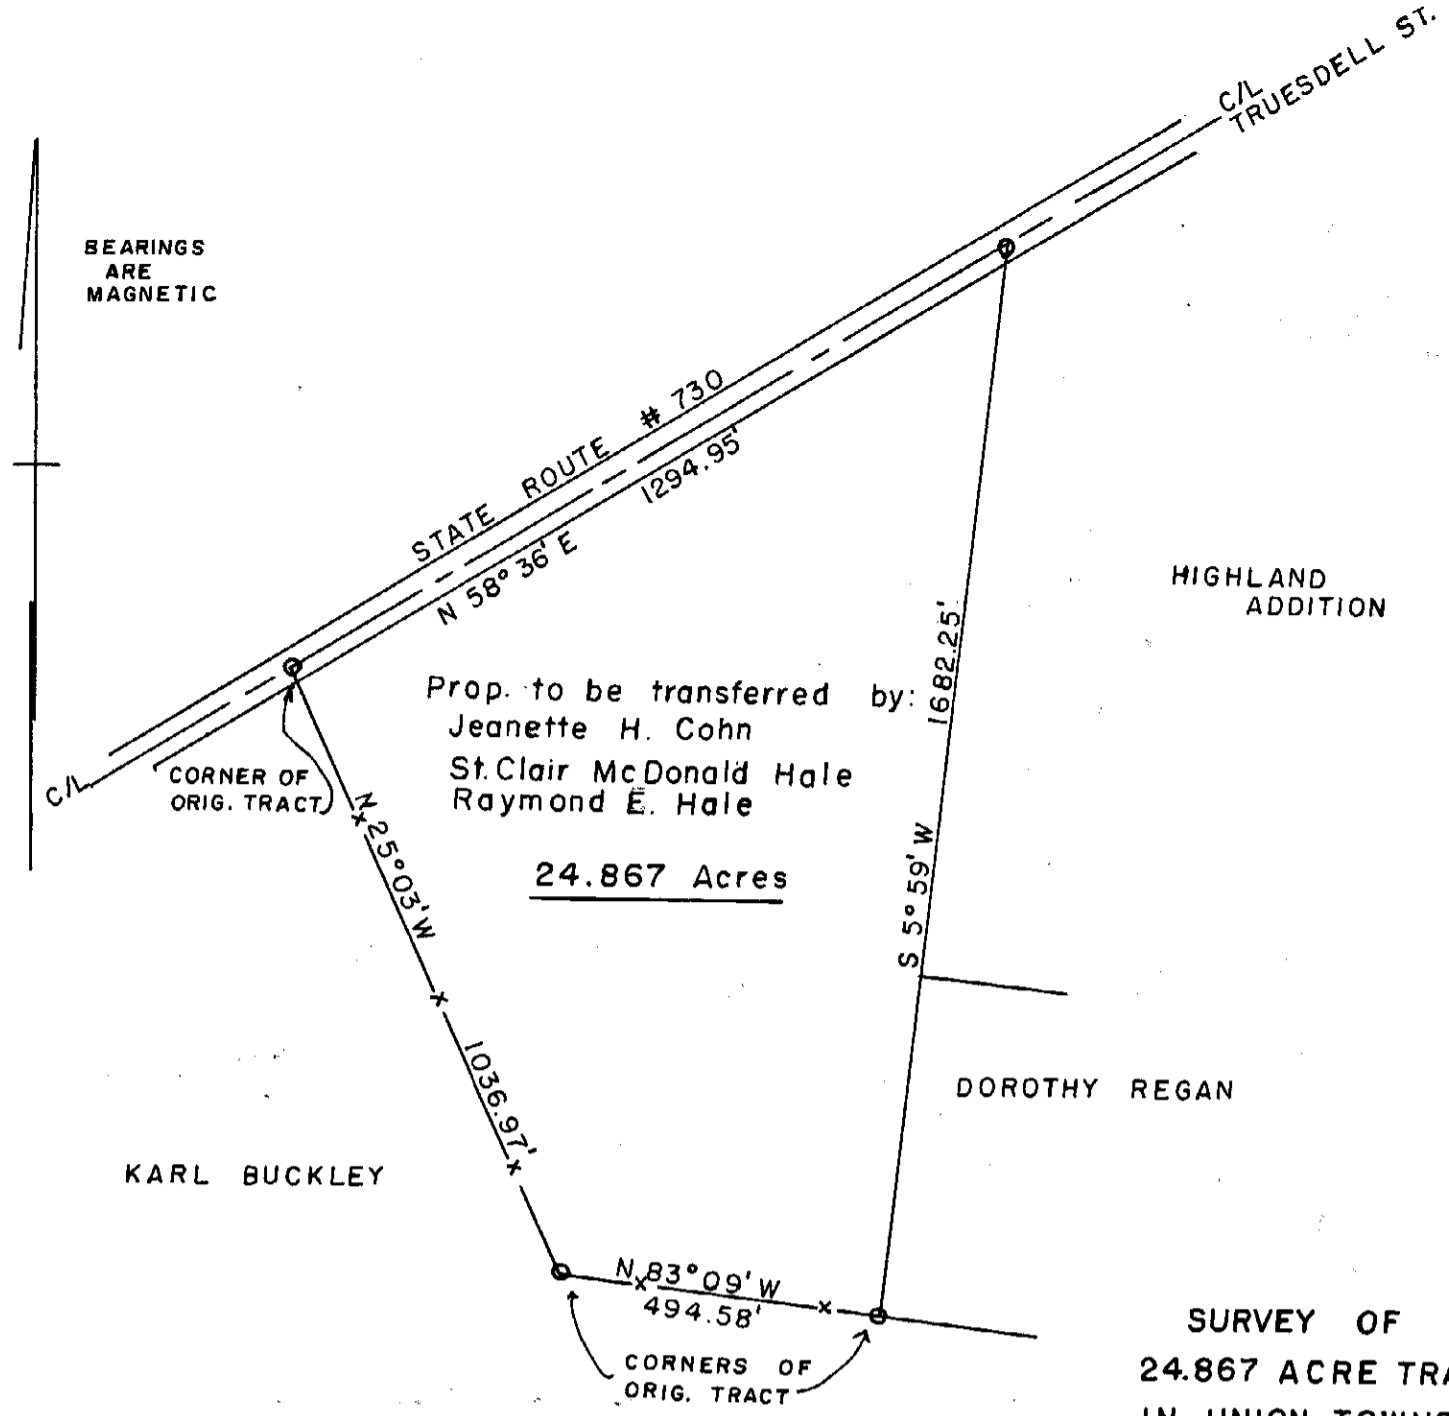 C/L
TRUESDELL ST.
BEARINGS
ARE
MAGNETIC
STATE ROUTE # 730
1294.95'
N 58° 36' E
HIGHLAND
ADDITION
1682.25'
S 5° 59' W
Prop. to be transferred by:
Jeanette H. Cohn
St. Clair McDonald Hale
Raymond E. Hale
24.867 Acres
C/L
CORNER OF
ORIG. TRACT
N 25° 03' W
1036.97'
DOROTHY REGAN
KARL BUCKLEY
N 83° 09' W
494.58'
CORNERS OF
ORIG. TRACT
SURVEY OF
24.867 ACRE
IN UNION